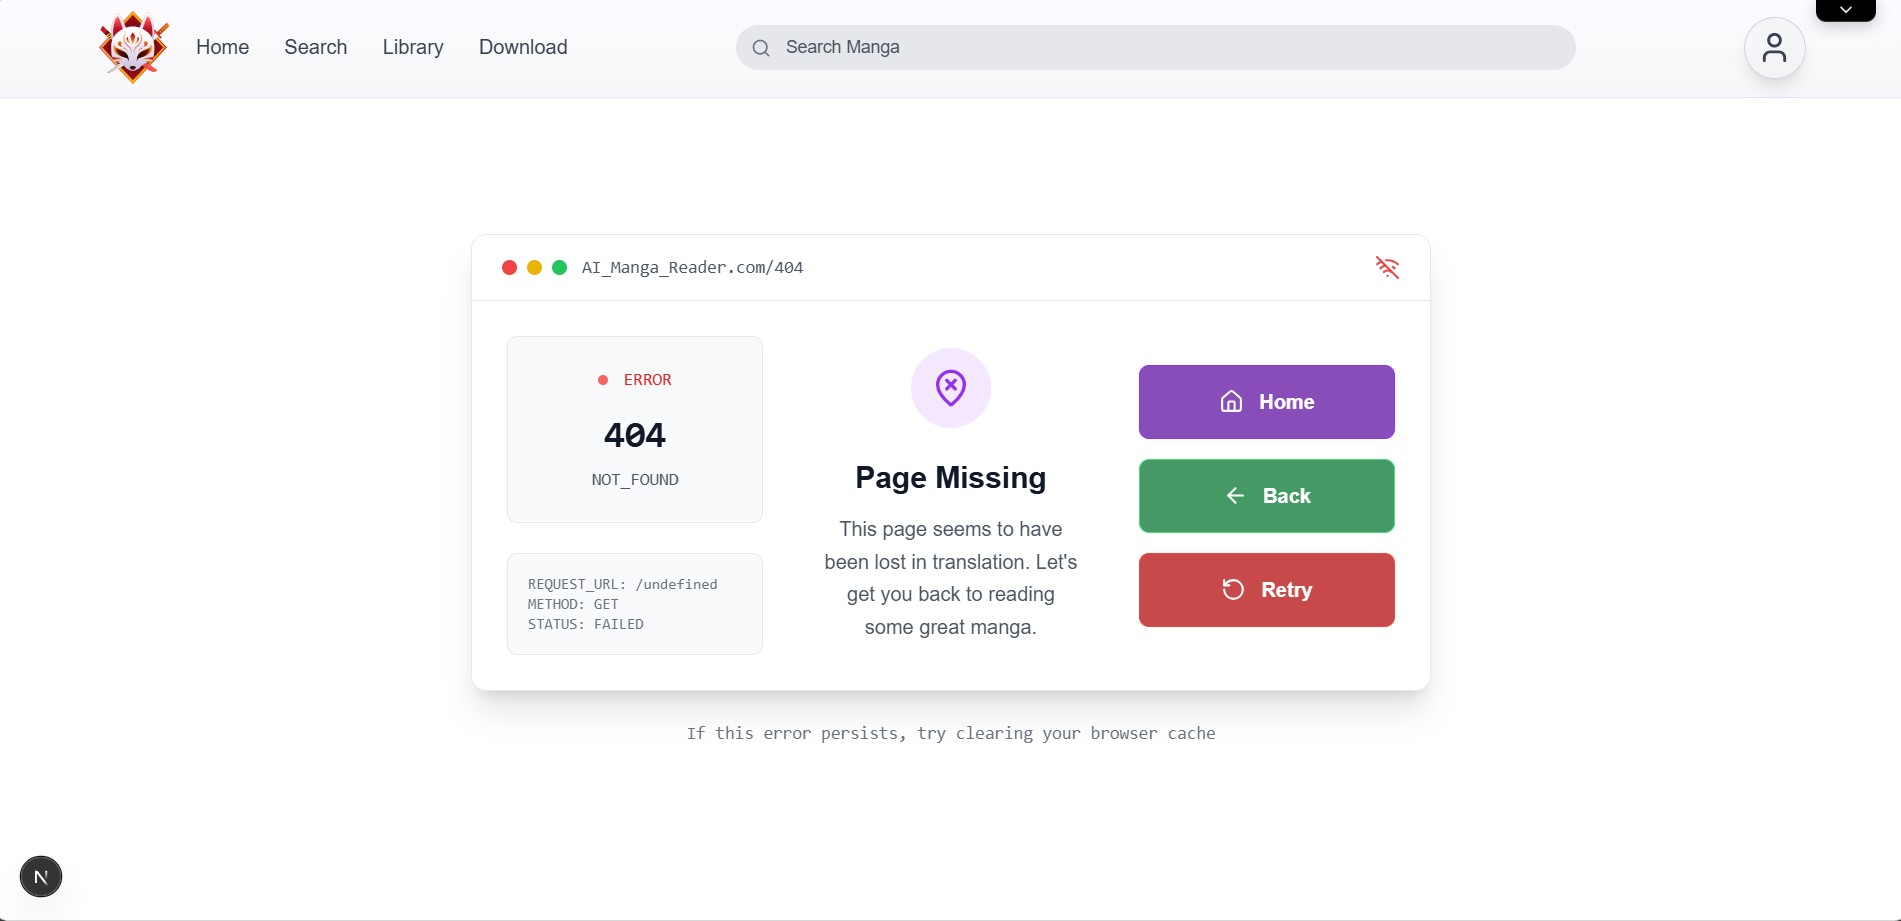 Home
Search
Library
Download
Search Manga
AI_Manga_Reader.com/404
ERROR
404
NOT_FOUND
REQUEST_URL: /undefined
METHOD: GET
STATUS: FAILED
Page Missing
This page seems to have
been lost in translation. Let's
get you back to reading
some great manga.
Home
Back
Retry
If this error persists, try clearing your browser cache
N